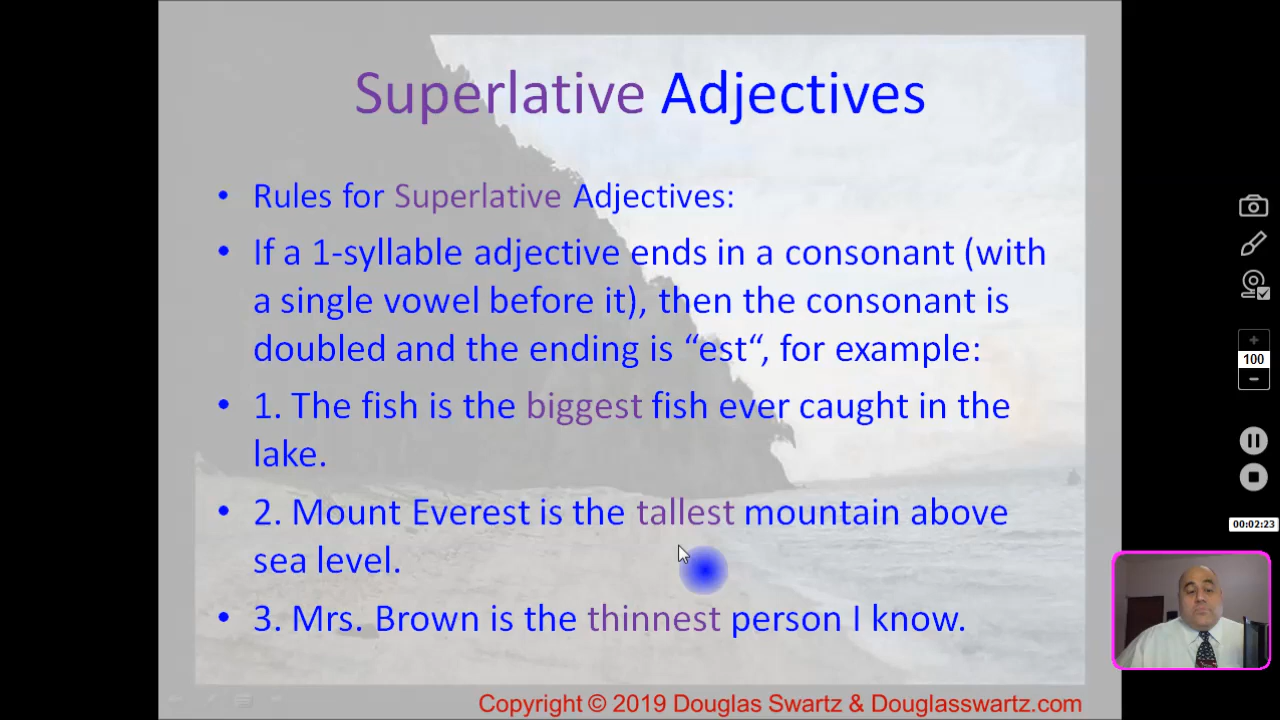 Superlative Adjectives
• Rules for Superlative Adjectives:
• If a 1-syllable adjective ends in a consonant (with
a single vowel before it), then the consonant is
doubled and the ending is “est“, for example:
• 1. The fish is the biggest fish ever caught in the
lake.
• 2. Mount Everest is the tallest mountain above
sea level.
• 3. Mrs. Brown is the thinnest person I know.
Copyright © 2019 Douglas Swartz & Douglasswartz.com
100
00:02:23